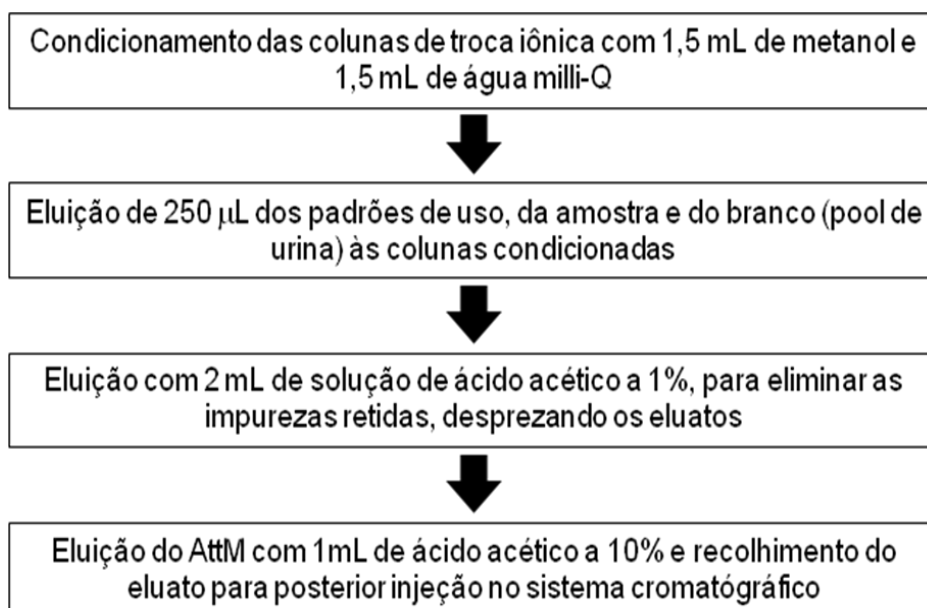 Condicionamento das colunas de troca iônica com 1,5 mL de metanol e
1,5 mL de água milli-Q
Eluição de 250 μL dos padrões de uso, da amostra e do branco (pool de
urina) às colunas condicionadas
Eluição com 2 mL de solução de ácido acético a 1%, para eliminar as
impurezas retidas, desprezando os eluatos
Eluição do AttM com 1mL de ácido acético a 10% e recolhimento do
eluato para posterior injeção no sistema cromatógráfico